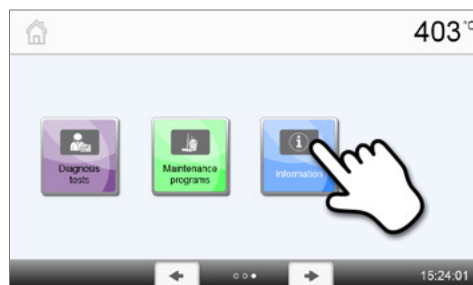 403°C
Diagnosis
tests
Maintenance
programs
Information
15:24:01